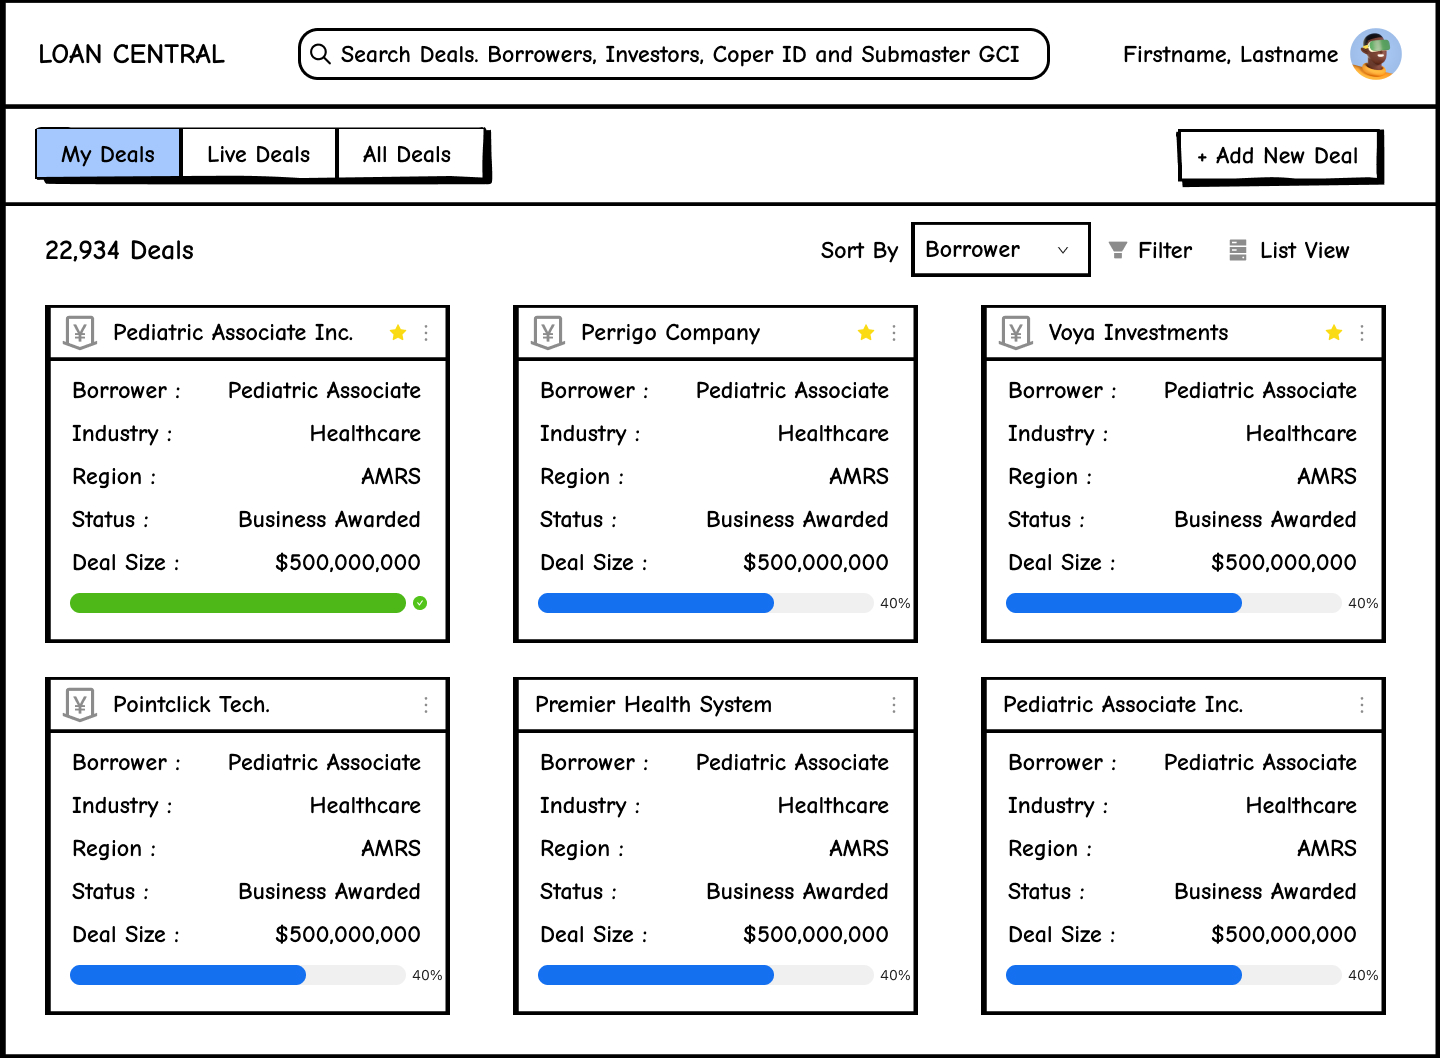 LOAN CENTRAL
Search Deals. Borrowers, Investors, Coper ID and Submaster GCI
Firstname, Lastname
My Deals
Live Deals
All Deals
+ Add New Deal
22,934 Deals
Sort By
Borrower
Filter
List View
¥ Pediatric Associate Inc.
Borrower : Pediatric Associate
Industry : Healthcare
Region : AMRS
Status : Business Awarded
Deal Size : $500,000,000
¥ Perrigo Company
Borrower : Pediatric Associate
Industry : Healthcare
Region : AMRS
Status : Business Awarded
Deal Size : $500,000,000
40%
¥ Voya Investments
Borrower : Pediatric Associate
Industry : Healthcare
Region : AMRS
Status : Business Awarded
Deal Size : $500,000,000
40%
¥ Pointclick Tech.
Borrower : Pediatric Associate
Industry : Healthcare
Region : AMRS
Status : Business Awarded
Deal Size : $500,000,000
40%
Premier Health System
Borrower : Pediatric Associate
Industry : Healthcare
Region : AMRS
Status : Business Awarded
Deal Size : $500,000,000
40%
Pediatric Associate Inc.
Borrower : Pediatric Associate
Industry : Healthcare
Region : AMRS
Status : Business Awarded
Deal Size : $500,000,000
40%